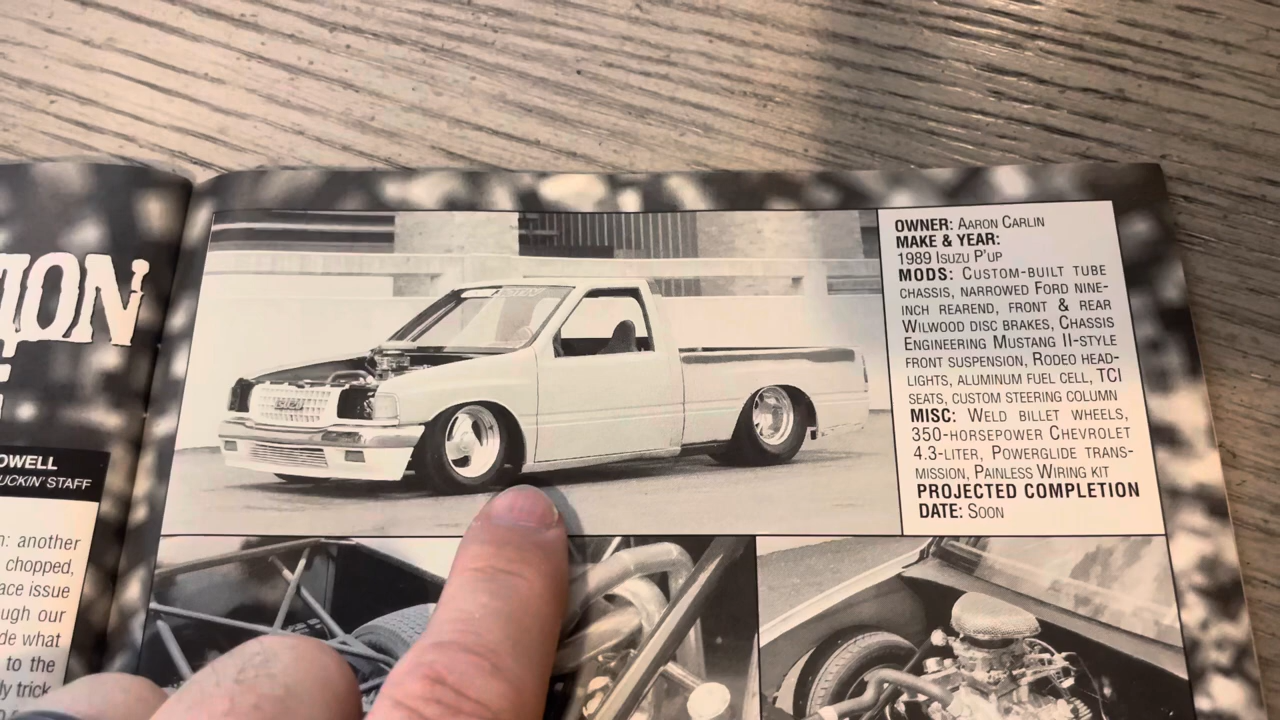 TION
OWELL
UCKIN' STAFF
n: another
chopped,
ace issue
ugh our
de what
to the
ly trick
ISUZU
OWNER: AARON CARLIN
MAKE & YEAR:
1989 ISUZU P'UP
MODS: CUSTOM-BUILT TUBE
CHASSIS, NARROWED FORD NINE-
INCH REAREND, FRONT & REAR
WILWOOD DISC BRAKES, CHASSIS
ENGINEERING MUSTANG II-STYLE
FRONT SUSPENSION, RODEO HEAD-
LIGHTS, ALUMINUM FUEL CELL, TCI
SEATS, CUSTOM STEERING COLUMN
MISC: WELD BILLET WHEELS,
350-HORSEPOWER CHEVROLET
4.3-LITER, POWERGLIDE TRANS-
MISSION, PAINLESS WIRING KIT
PROJECTED COMPLETION
DATE: SOON